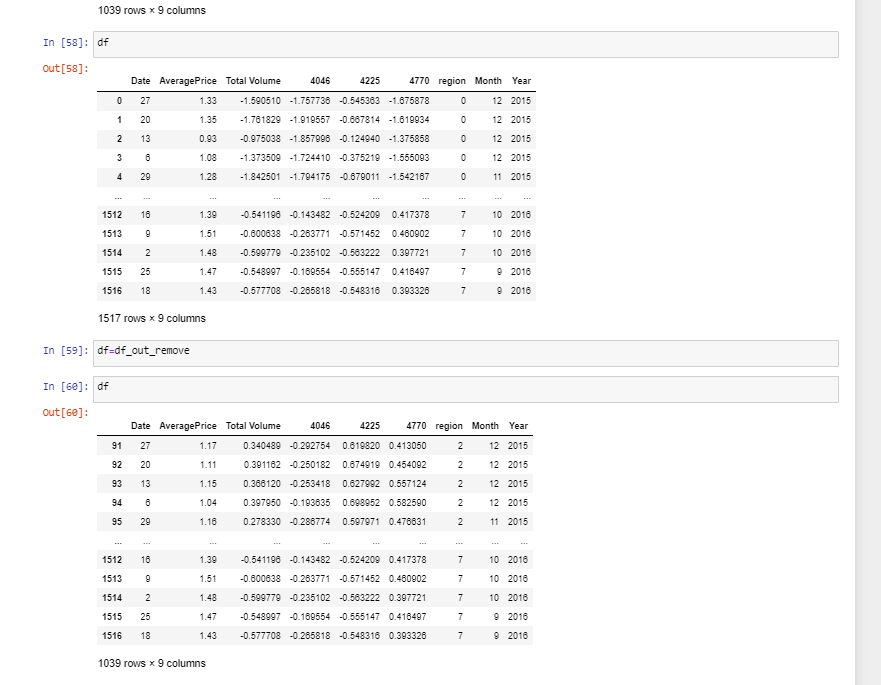 1039 rows × 9 columns
In [58]: df
Out[58]:
Date AveragePrice Total Volume 4046 4225 4770 region Month Year
0 27 1.33 -1.590510 -1.757736 -0.545363 -1.675878 0 12 2015
1 20 1.35 -1.761829 -1.919557 -0.667814 -1.619934 0 12 2015
2 13 0.93 -0.975038 -1.857996 -0.124940 -1.375858 0 12 2015
3 6 1.08 -1.373509 -1.724410 -0.375219 -1.555093 0 12 2015
4 29 1.28 -1.842501 -1.794175 -0.679011 -1.542167 0 11 2015
... ... ... ... ... ... ... ... ... ...
1512 16 1.39 -0.541196 -0.143482 -0.524209 0.417378 7 10 2016
1513 9 1.51 -0.600638 -0.263771 -0.571452 0.460902 7 10 2016
1514 2 1.48 -0.599779 -0.235102 -0.563222 0.397721 7 10 2016
1515 25 1.47 -0.548997 -0.169554 -0.555147 0.416497 7 9 2016
1516 18 1.43 -0.577708 -0.265818 -0.548316 0.393326 7 9 2016
1517 rows × 9 columns
In [59]: df=df_out_remove
In [60]: df
Out[60]:
Date AveragePrice Total Volume 4046 4225 4770 region Month Year
91 27 1.17 0.340489 -0.292754 0.619820 0.413050 2 12 2015
92 20 1.11 0.391162 -0.250182 0.674919 0.454092 2 12 2015
93 13 1.15 0.366120 -0.253418 0.627992 0.557124 2 12 2015
94 6 1.04 0.397950 -0.193635 0.698952 0.582590 2 12 2015
95 29 1.16 0.278330 -0.286774 0.597971 0.476631 2 11 2015
... ... ... ... ... ... ... ... ... ...
1512 16 1.39 -0.541196 -0.143482 -0.524209 0.417378 7 10 2016
1513 9 1.51 -0.600638 -0.263771 -0.571452 0.460902 7 10 2016
1514 2 1.48 -0.599779 -0.235102 -0.563222 0.397721 7 10 2016
1515 25 1.47 -0.548997 -0.169554 -0.555147 0.416497 7 9 2016
1516 18 1.43 -0.577708 -0.265818 -0.548316 0.393326 7 9 2016
1039 rows × 9 columns